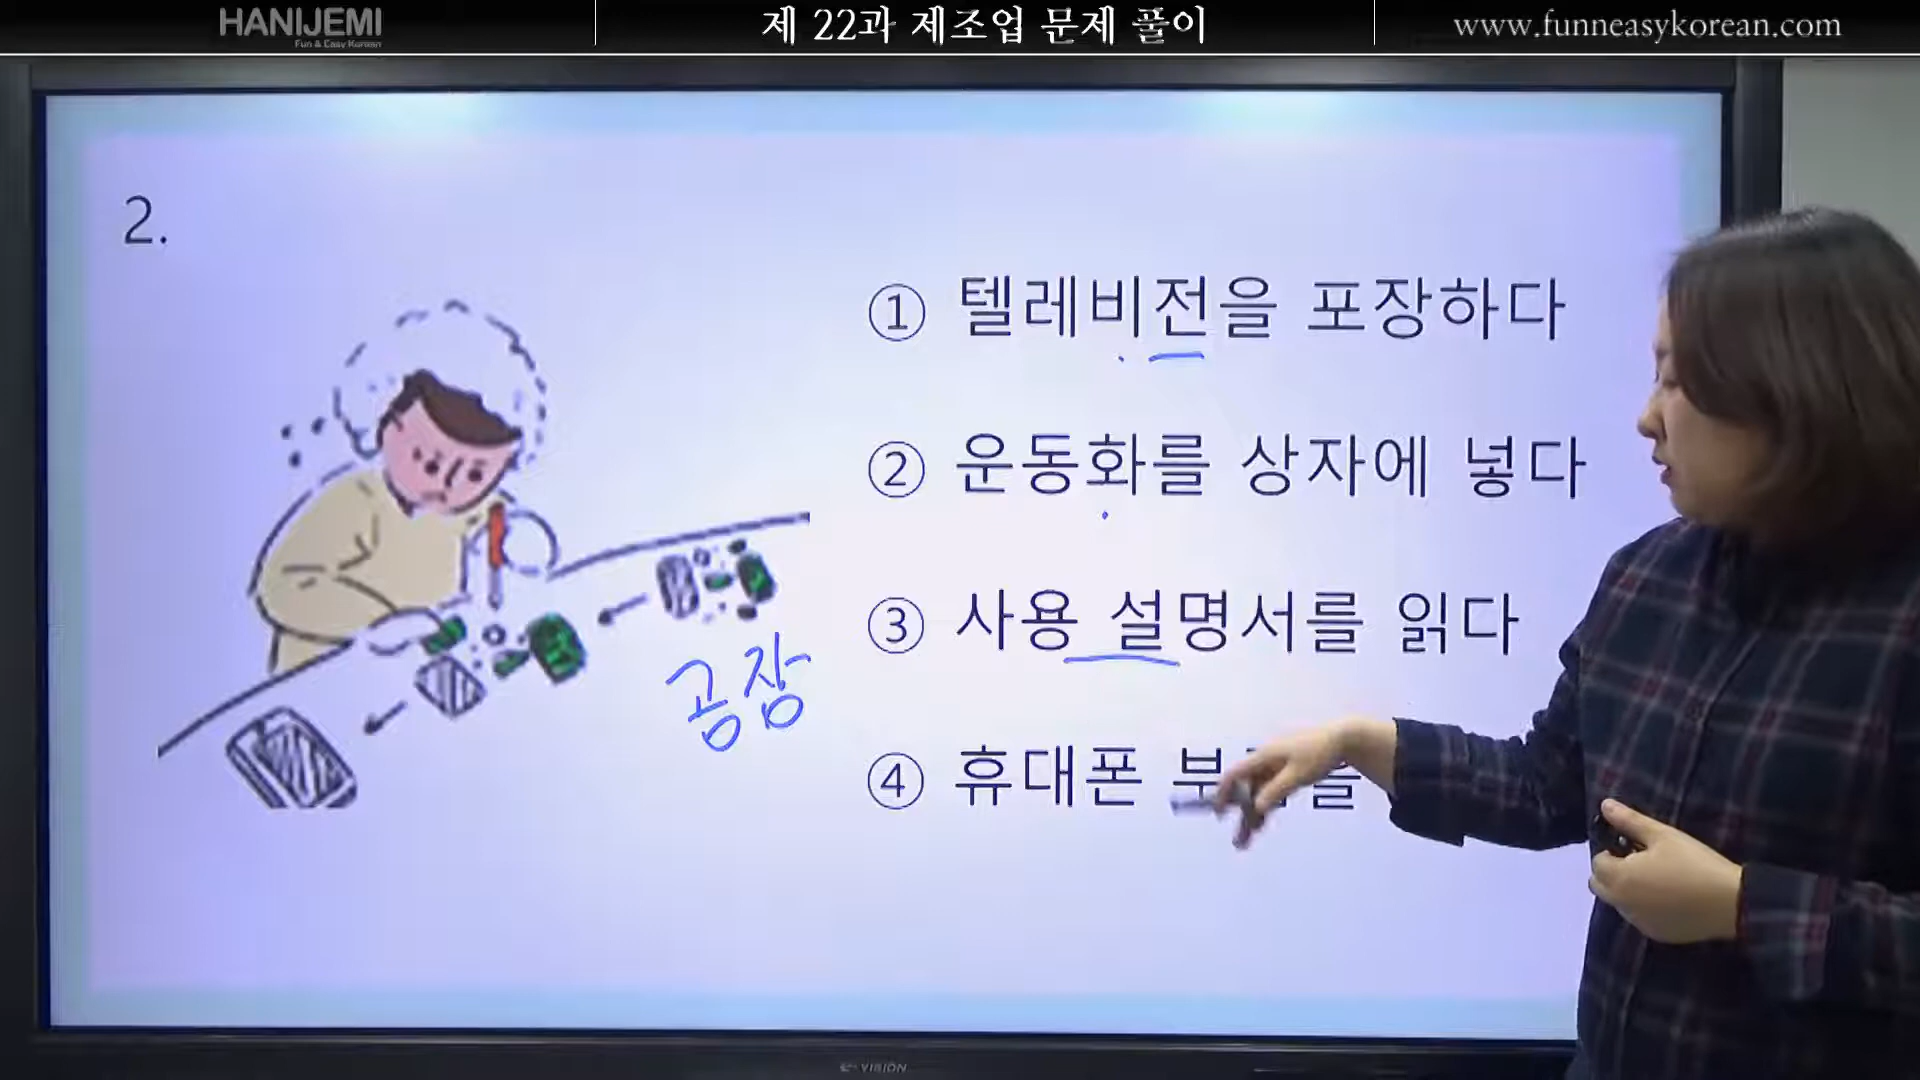 HANIJEMI
Fun & Easy Korean
제 22과 제조업 문제 풀이
www.funneasykorean.com
2.
① 텔레비전을 포장하다
② 운동화를 상자에 넣다
③ 사용 설명서를 읽다
④ 휴대폰
공장
VISION